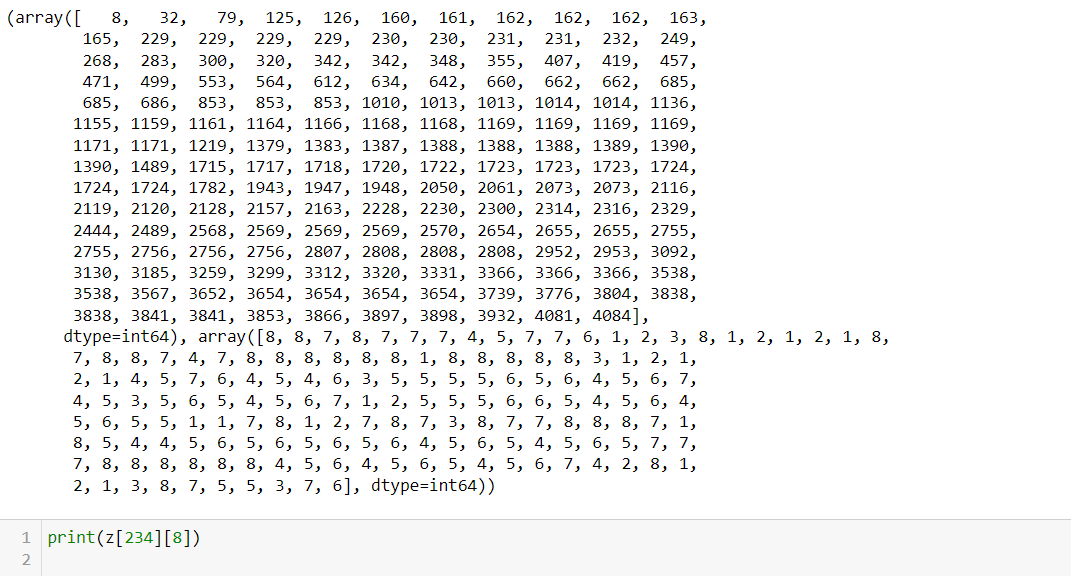 (array([   8,   32,   79,  125,  126,  160,  161,  162,  162,  162,  163,
165,  229,  229,  229,  229,  230,  230,  231,  231,  232,  249,
268,  283,  300,  320,  342,  342,  348,  355,  407,  419,  457,
471,  499,  553,  564,  612,  634,  642,  660,  662,  662,  685,
685,  686,  853,  853,  853, 1010, 1013, 1013, 1014, 1014, 1136,
1155, 1159, 1161, 1164, 1166, 1168, 1168, 1169, 1169, 1169, 1169,
1171, 1171, 1219, 1379, 1383, 1387, 1388, 1388, 1388, 1389, 1390,
1390, 1489, 1715, 1717, 1718, 1720, 1722, 1723, 1723, 1723, 1724,
1724, 1724, 1782, 1943, 1947, 1948, 2050, 2061, 2073, 2073, 2116,
2119, 2120, 2128, 2157, 2163, 2228, 2230, 2300, 2314, 2316, 2329,
2444, 2489, 2568, 2569, 2569, 2569, 2570, 2654, 2655, 2655, 2755,
2755, 2756, 2756, 2756, 2807, 2808, 2808, 2808, 2952, 2953, 3092,
3130, 3185, 3259, 3299, 3312, 3320, 3331, 3366, 3366, 3366, 3538,
3538, 3567, 3652, 3654, 3654, 3654, 3654, 3739, 3776, 3804, 3838,
3838, 3841, 3841, 3853, 3866, 3897, 3898, 3932, 4081, 4084],
dtype=int64), array([8, 8, 7, 8, 7, 7, 7, 4, 5, 7, 7, 6, 1, 2, 3, 8, 1, 2, 1, 2, 1, 8,
7, 8, 8, 7, 4, 7, 8, 8, 8, 8, 8, 8, 1, 8, 8, 8, 8, 3, 1, 2, 1,
2, 1, 4, 5, 7, 6, 4, 5, 4, 6, 3, 5, 5, 5, 5, 6, 5, 6, 4, 5, 6, 7,
4, 5, 3, 5, 6, 5, 4, 5, 6, 7, 1, 2, 5, 5, 5, 6, 6, 5, 4, 5, 6, 4,
5, 6, 5, 5, 1, 1, 7, 8, 1, 2, 7, 8, 7, 3, 8, 7, 7, 8, 8, 8, 7, 1,
8, 5, 4, 4, 5, 6, 5, 6, 5, 6, 5, 6, 4, 5, 6, 5, 4, 5, 6, 5, 7, 7,
7, 8, 8, 8, 8, 8, 8, 4, 5, 6, 4, 5, 6, 5, 4, 5, 6, 7, 4, 2, 8, 1,
2, 1, 3, 8, 7, 5, 5, 3, 7, 6], dtype=int64))
1 print(z[234][8])
2